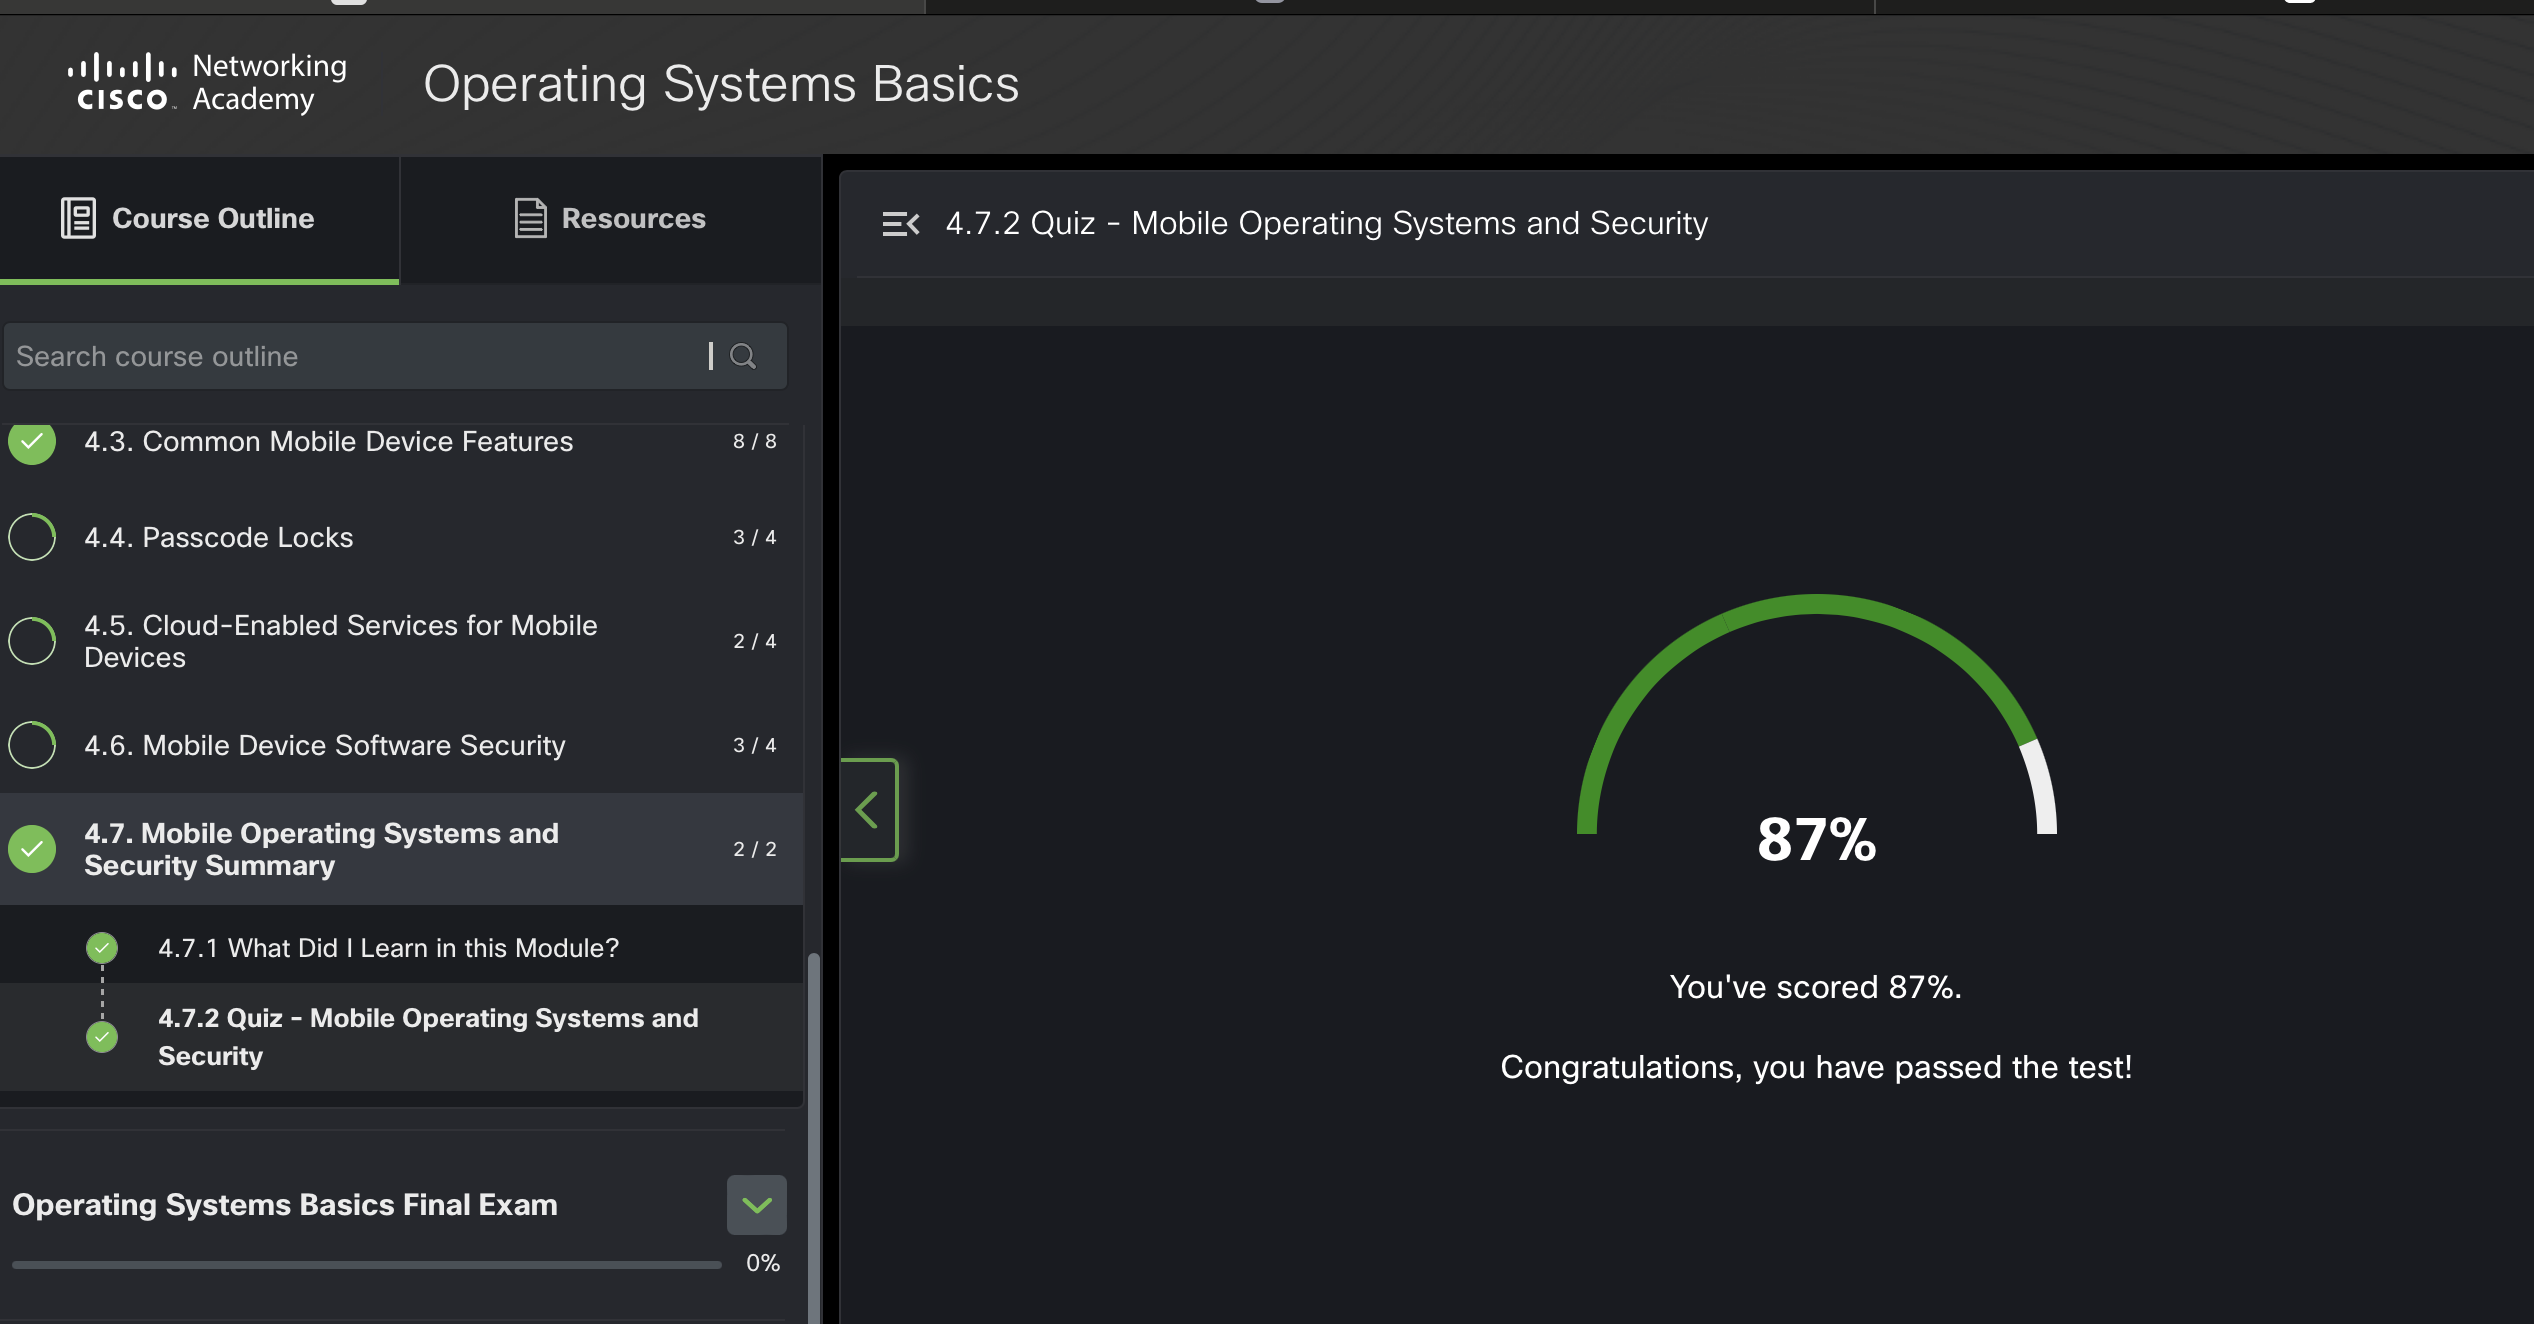 Networking
CISCO Academy
Operating Systems Basics
Course Outline
Resources
Search course outline
4.3. Common Mobile Device Features 8 / 8
4.4. Passcode Locks 3 / 4
4.5. Cloud-Enabled Services for Mobile
Devices 2 / 4
4.6. Mobile Device Software Security 3 / 4
4.7. Mobile Operating Systems and
Security Summary 2 / 2
4.7.1 What Did I Learn in this Module?
4.7.2 Quiz - Mobile Operating Systems and
Security
Operating Systems Basics Final Exam
0%
4.7.2 Quiz - Mobile Operating Systems and Security
87%
You've scored 87%.
Congratulations, you have passed the test!